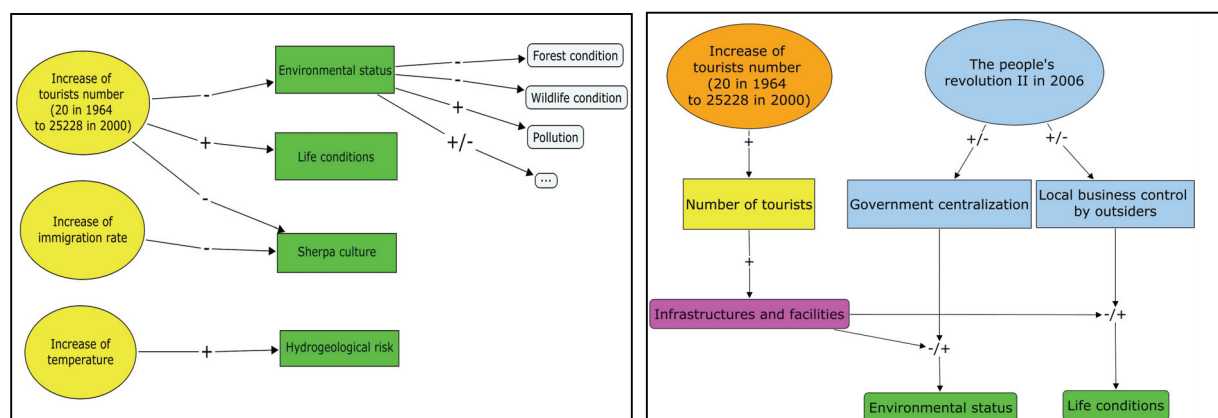 Increase of
tourists number
(20 in 1964
to 25228 in 2000)
-
Environmental status
-
Forest condition
-
Wildlife condition
+
Pollution
+/-
...
+
Life conditions
-
Increase of
immigration rate
-
Sherpa culture
Increase of
temperature
+
Hydrogeological risk
Increase of
tourists number
(20 in 1964
to 25228 in 2000)
The people's
revolution II in 2006
+
+/-
+/-
Number of tourists
Government centralization
Local business control
by outsiders
+
Infrastructures and facilities
-/+
-/+
Environmental status
Life conditions